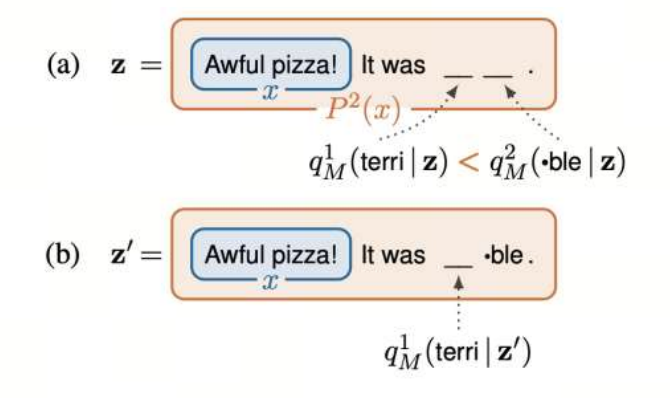 (a) z = Awful pizza! It was __ __ .
x
P²(x)
q¹_M(terri | z) < q²_M(•ble | z)
(b) z′ = Awful pizza! It was __ •ble .
x
q¹_M(terri | z′)